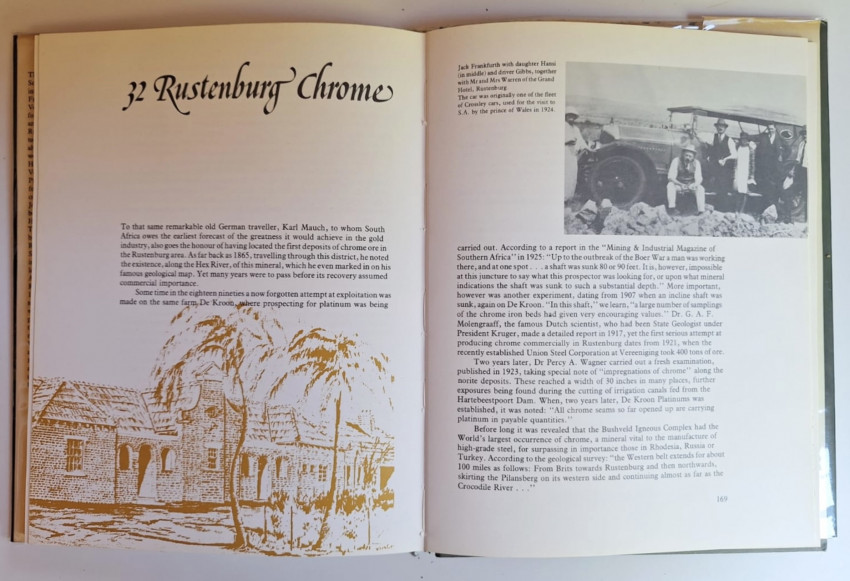 32 Rustenburg Chrome
To that same remarkable old German traveller, Karl Mauch, to whom South
Africa owes the earliest forecast of the greatness it would achieve in the gold
industry, also goes the honour of having located the first deposits of chrome ore in
the Rustenburg area. As far back as 1865, travelling through this district, he noted
the existence, along the Hex River, of this mineral, which he even marked in on his
famous geological map. Yet many years were to pass before its recovery assumed
commercial importance.
Some time in the eighteen nineties a now forgotten attempt at exploitation was
made on the same farm De Kroon, where prospecting for platinum was being
Jack Frankfurth with daughter Hansi
(in middle) and driver Gibbs, together
with Mr and Mrs Warren of the Grand
Hotel, Rustenburg
The car was originally one of the fleet
of Crossley cars, used for the visit to
S.A. by the prince of Wales in 1924.
carried out. According to a report in the "Mining & Industrial Magazine of
Southern Africa" in 1925: "Up to the outbreak of the Boer War a man was working
there, and at one spot . . . a shaft was sunk 80 or 90 feet. It is, however, impossible
at this juncture to say what this prospector was looking for, or upon what mineral
indications the shaft was sunk to such a substantial depth." More important,
however was another experiment, dating from 1907 when an incline shaft was
sunk, again on De Kroon. "In this shaft," we learn, "a large number of samplings
of the chrome iron beds had given very encouraging values." Dr. G. A. F.
Molengraaff, the famous Dutch scientist, who had been State Geologist under
President Kruger, made a detailed report in 1917, yet the first serious attempt at
producing chrome commercially in Rustenburg dates from 1921, when the
recently established Union Steel Corporation at Vereeniging took 400 tons of ore.
Two years later, Dr Percy A. Wagner carried out a fresh examination,
published in 1923, taking special note of "impregnations of chrome" along the
norite deposits. These reached a width of 30 inches in many places, further
exposures being found during the cutting of irrigation canals fed from the
Hartebeestpoort Dam. When, two years later, De Kroon Platinums was
established, it was noted: "All chrome seams so far opened up are carrying
platinum in payable quantities."
Before long it was revealed that the Bushveld Igneous Complex had the
World's largest occurrence of chrome, a mineral vital to the manufacture of
high-grade steel, for surpassing in importance those in Rhodesia, Russia or
Turkey. According to the geological survey: "the Western belt extends for about
100 miles as follows: From Brits towards Rustenburg and then northwards,
skirting the Pilansberg on its western side and continuing almost as far as the
Crocodile River . . ."
169